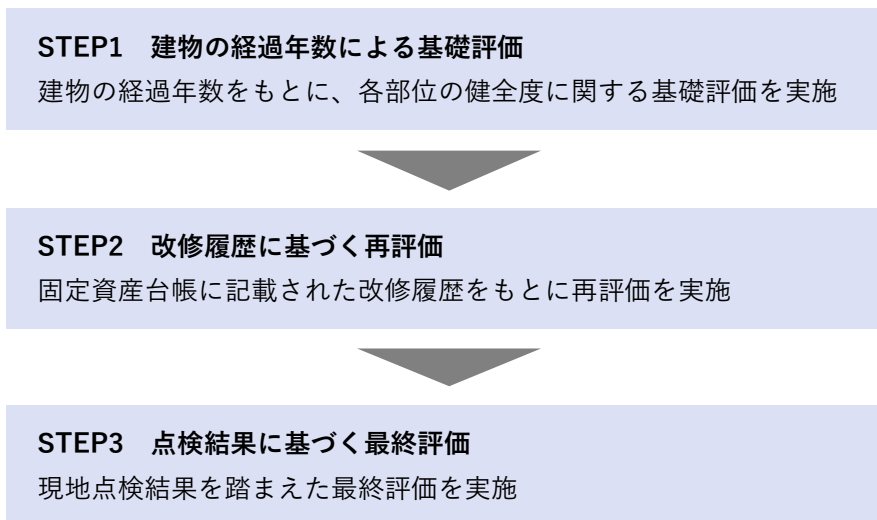 STEP1　建物の経過年数による基礎評価
建物の経過年数をもとに、各部位の健全度に関する基礎評価を実施
STEP2　改修履歴に基づく再評価
固定資産台帳に記載された改修履歴をもとに再評価を実施
STEP3　点検結果に基づく最終評価
現地点検結果を踏まえた最終評価を実施